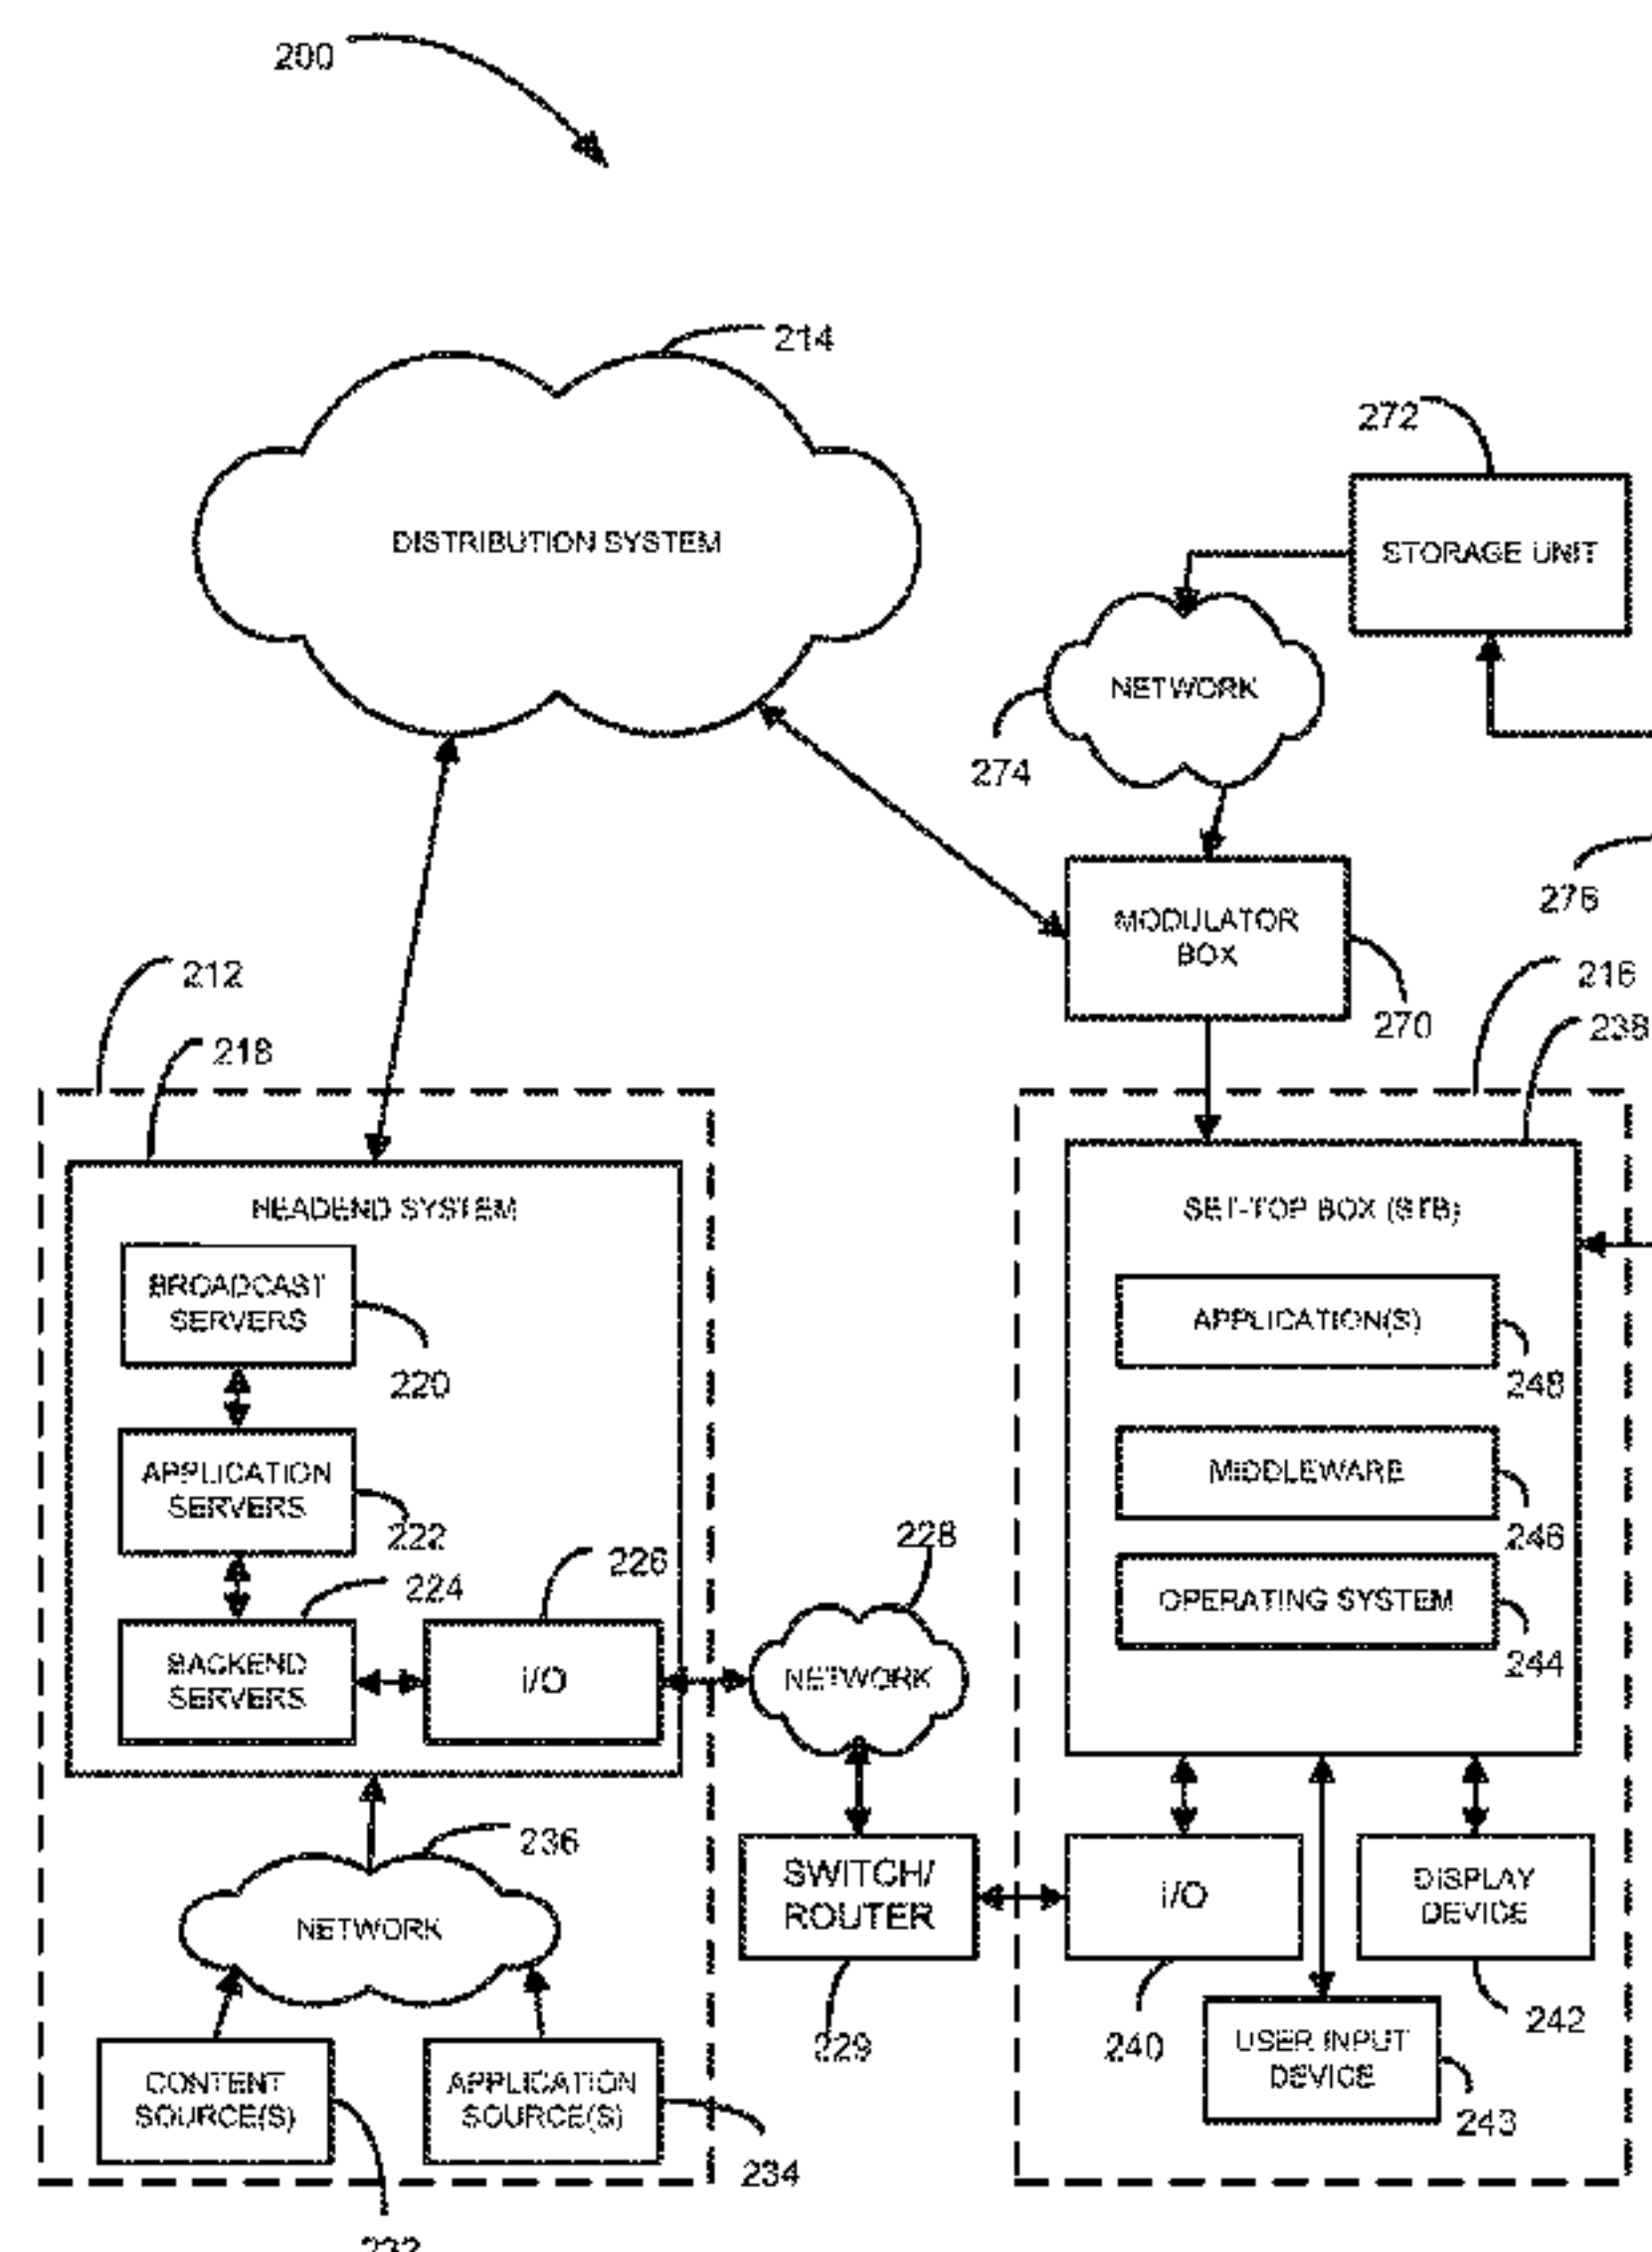 200
214
272
DISTRIBUTION SYSTEM
STORAGE UNIT
NETWORK
274
276
MODULATOR
BOX
270
212
216
218
238
HEADEND SYSTEM
SET-TOP BOX (STB)
BROADCAST
SERVERS
220
APPLICATION(S)
248
APPLICATION
SERVERS
222
MIDDLEWARE
246
228
224
226
OPERATING SYSTEM
244
BACKEND
SERVERS
I/O
NETWORK
236
NETWORK
SWITCH/
ROUTER
229
I/O
240
DISPLAY
DEVICE
242
USER INPUT
DEVICE
243
CONTENT
SOURCE(S)
APPLICATION
SOURCE(S)
234
232